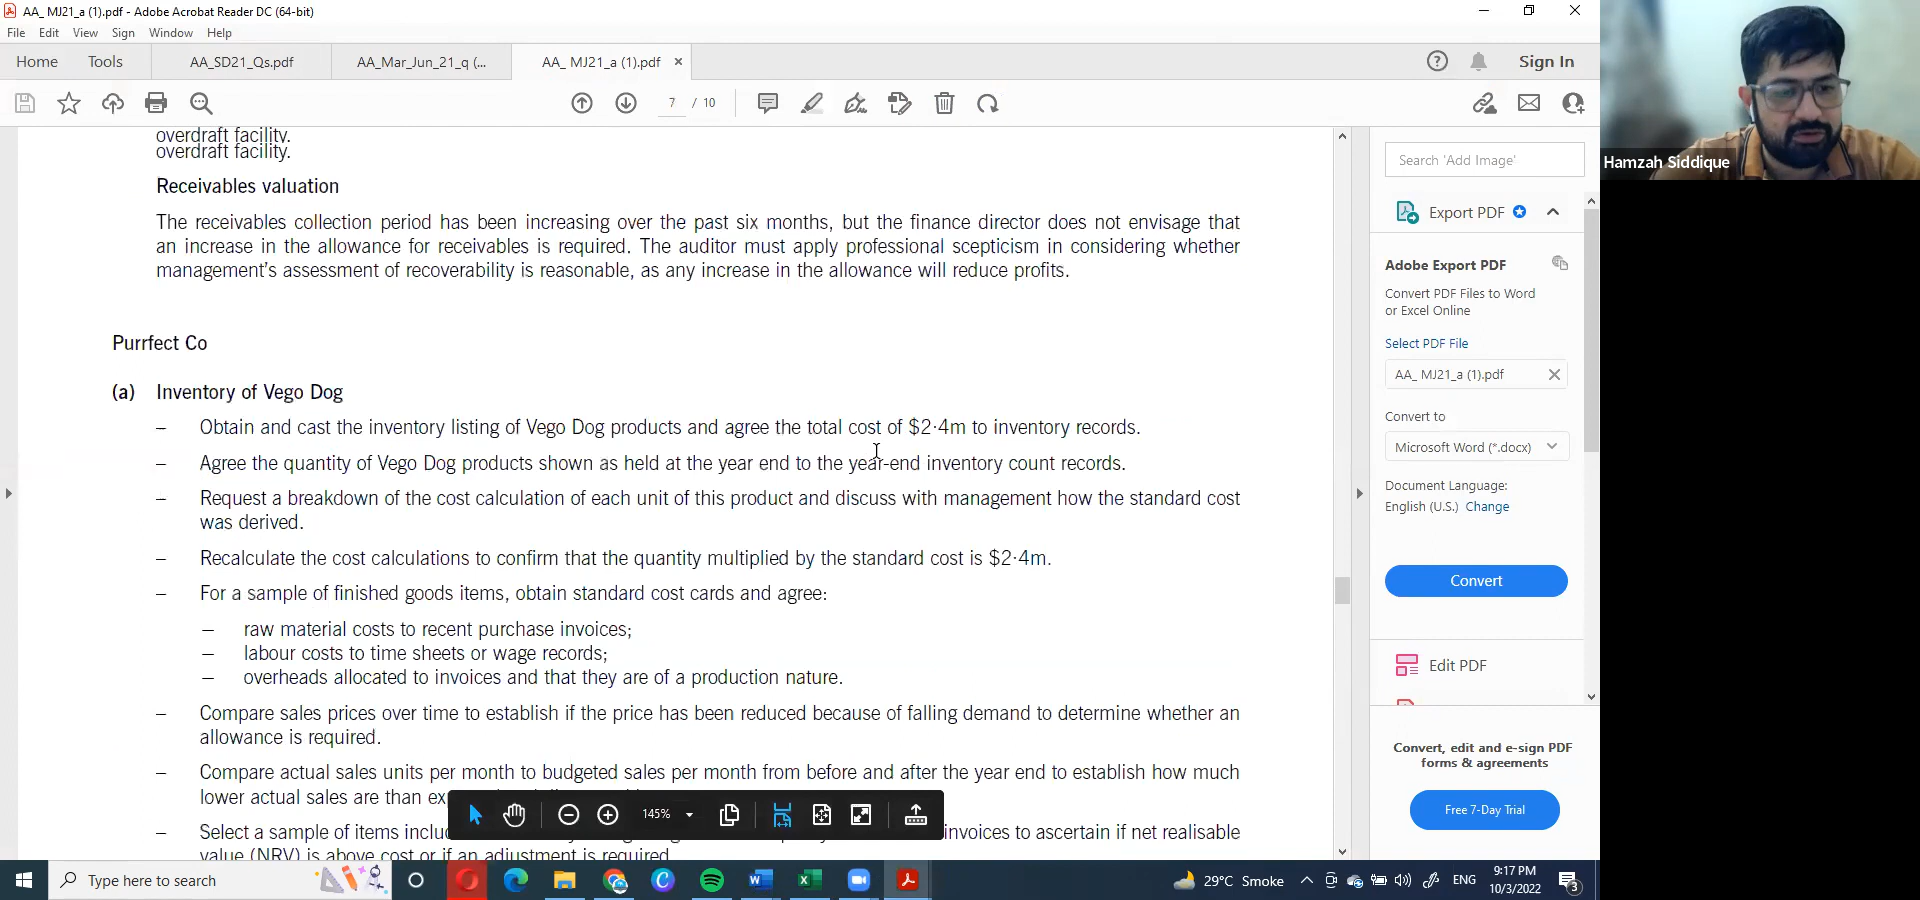 AA_ MJ21_a (1).pdf - Adobe Acrobat Reader DC (64-bit)
File Edit View Sign Window Help
Home Tools AA_SD21_Qs.pdf AA_Mar_Jun_21_q (... AA_ MJ21_a (1).pdf Sign In
7 / 10
overdraft facility.
overdraft facility.
Receivables valuation
The receivables collection period has been increasing over the past six months, but the finance director does not envisage that
an increase in the allowance for receivables is required. The auditor must apply professional scepticism in considering whether
management's assessment of recoverability is reasonable, as any increase in the allowance will reduce profits.
Purrfect Co
(a) Inventory of Vego Dog
– Obtain and cast the inventory listing of Vego Dog products and agree the total cost of $2·4m to inventory records.
– Agree the quantity of Vego Dog products shown as held at the year end to the year-end inventory count records.
– Request a breakdown of the cost calculation of each unit of this product and discuss with management how the standard cost
was derived.
– Recalculate the cost calculations to confirm that the quantity multiplied by the standard cost is $2·4m.
– For a sample of finished goods items, obtain standard cost cards and agree:
– raw material costs to recent purchase invoices;
– labour costs to time sheets or wage records;
– overheads allocated to invoices and that they are of a production nature.
– Compare sales prices over time to establish if the price has been reduced because of falling demand to determine whether an
allowance is required.
– Compare actual sales units per month to budgeted sales per month from before and after the year end to establish how much
lower actual sales are than
– Select a sample of items invoices to ascertain if net realisable
value (NRV) is above cost or if an adjustment is required
145%
Search 'Add Image'
Export PDF
Adobe Export PDF
Convert PDF Files to Word
or Excel Online
Select PDF File
AA_ MJ21_a (1).pdf
Convert to
Microsoft Word (*.docx)
Document Language:
English (U.S.) Change
Convert
Edit PDF
Convert, edit and e-sign PDF
forms & agreements
Free 7-Day Trial
Hamzah Siddique
Type here to search
29°C Smoke
ENG
9:17 PM
10/3/2022
3